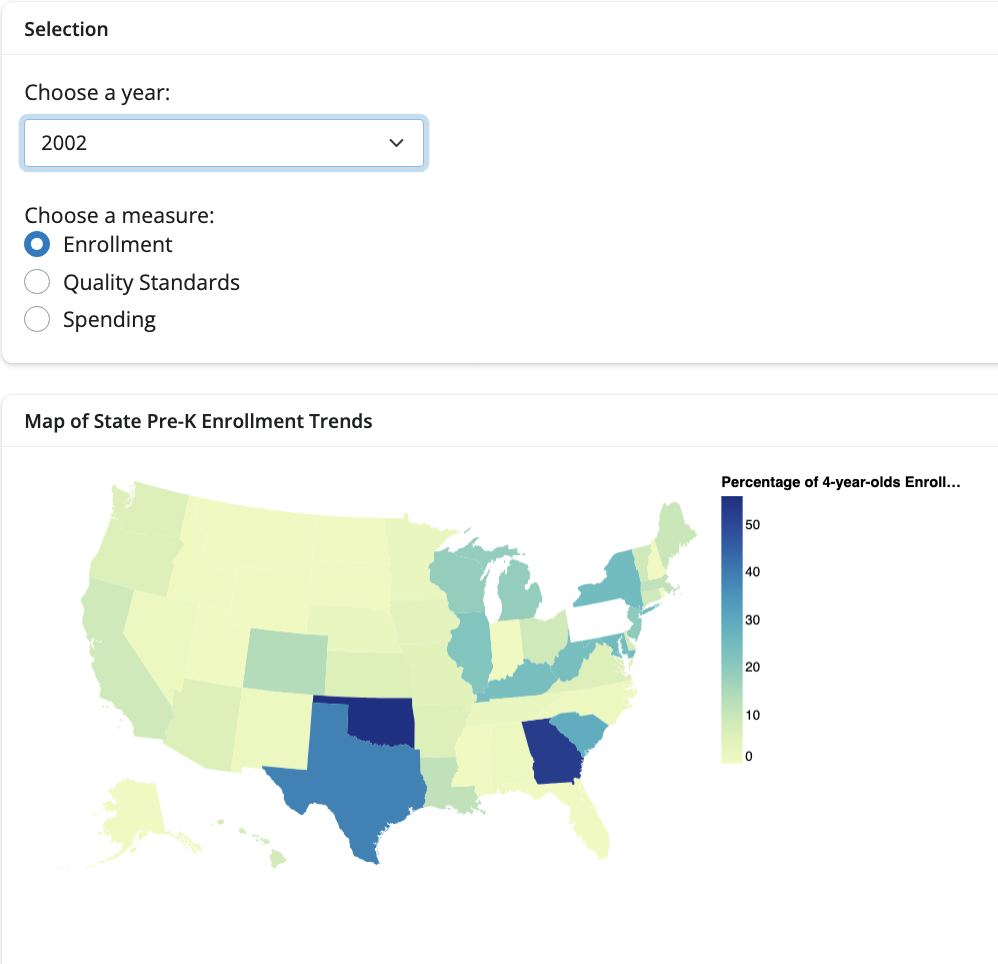 Selection
Choose a year:
2002
Choose a measure:
Enrollment
Quality Standards
Spending
Map of State Pre-K Enrollment Trends
Percentage of 4-year-olds Enroll…
50
40
30
20
10
0